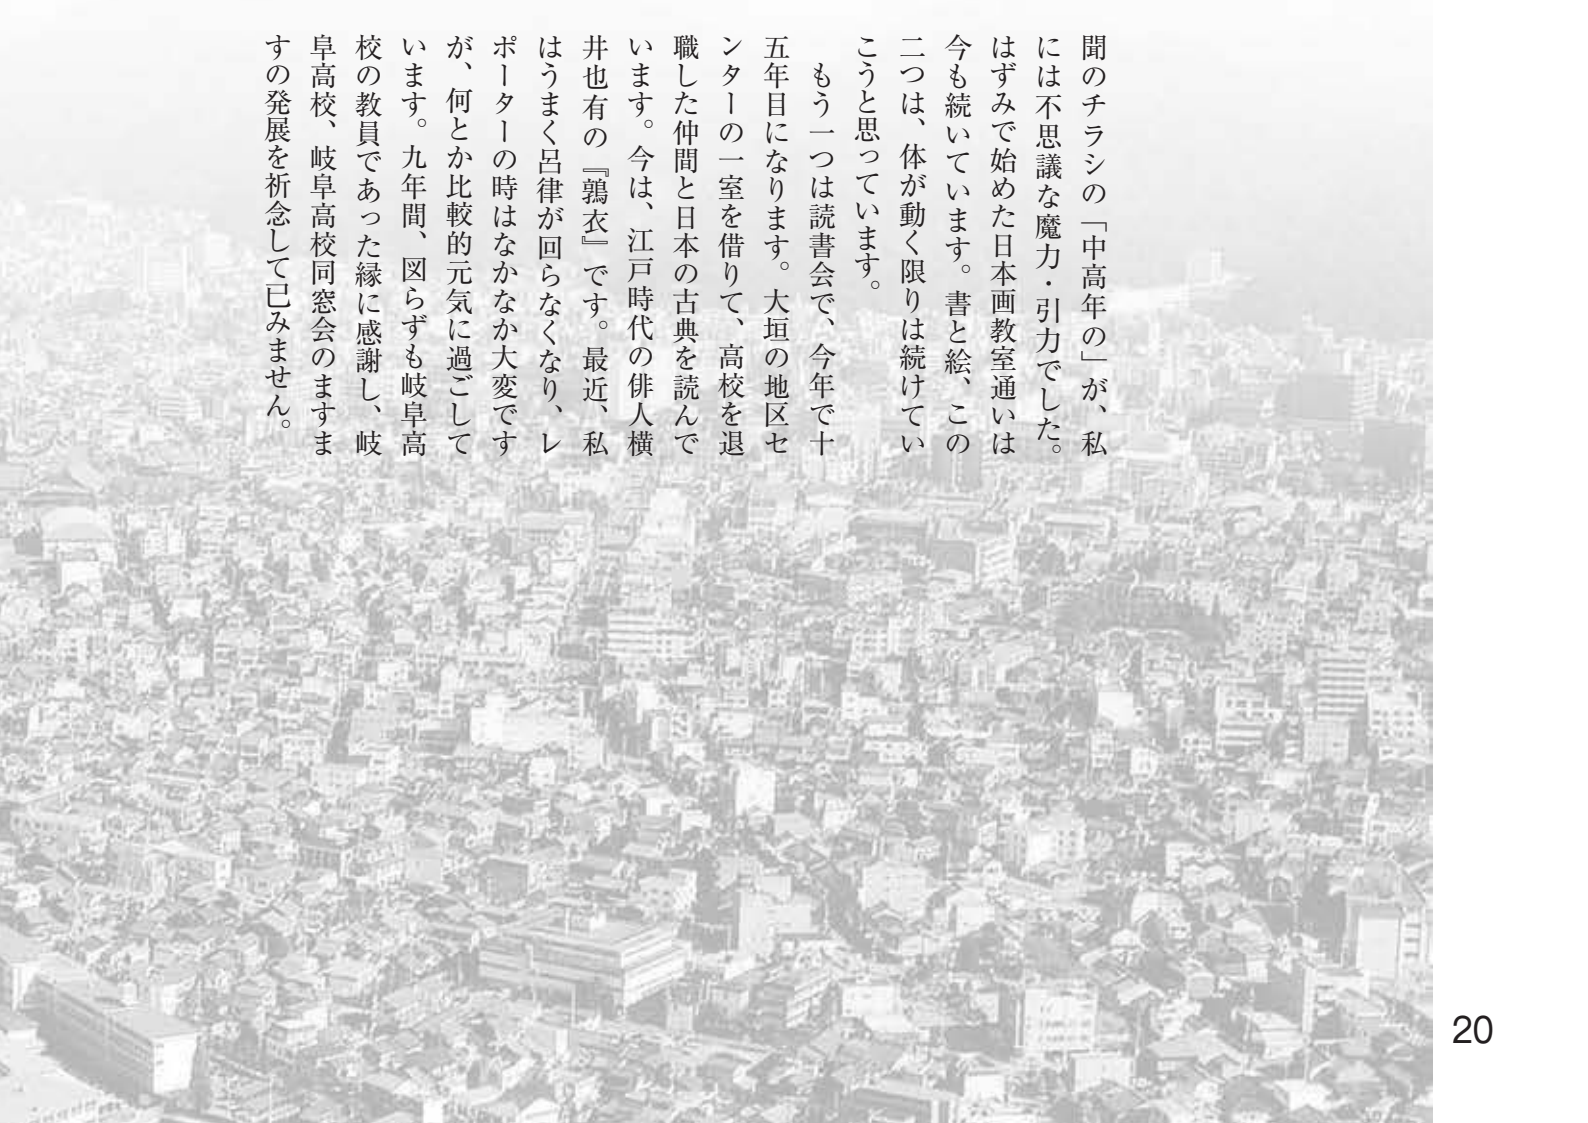 聞のチラシの「中高年の」が、私
には不思議な魔力・引力でした。
はずみで始めた日本画教室通いは
今も続いています。書と絵、この
二つは、体が動く限りは続けてい
こうと思っています。
　もう一つは読書会で、今年で十
五年目になります。大垣の地区セ
ンターの一室を借りて、高校を退
職した仲間と日本の古典を読んで
います。今は、江戸時代の俳人横
井也有の『鶉衣』です。最近、私
はうまく呂律が回らなくなり、レ
ポーターの時はなかなか大変です
が、何とか比較的元気に過ごして
います。九年間、図らずも岐阜高
校の教員であった縁に感謝し、岐
阜高校、岐阜高校同窓会のますま
すの発展を祈念して已みません。
20